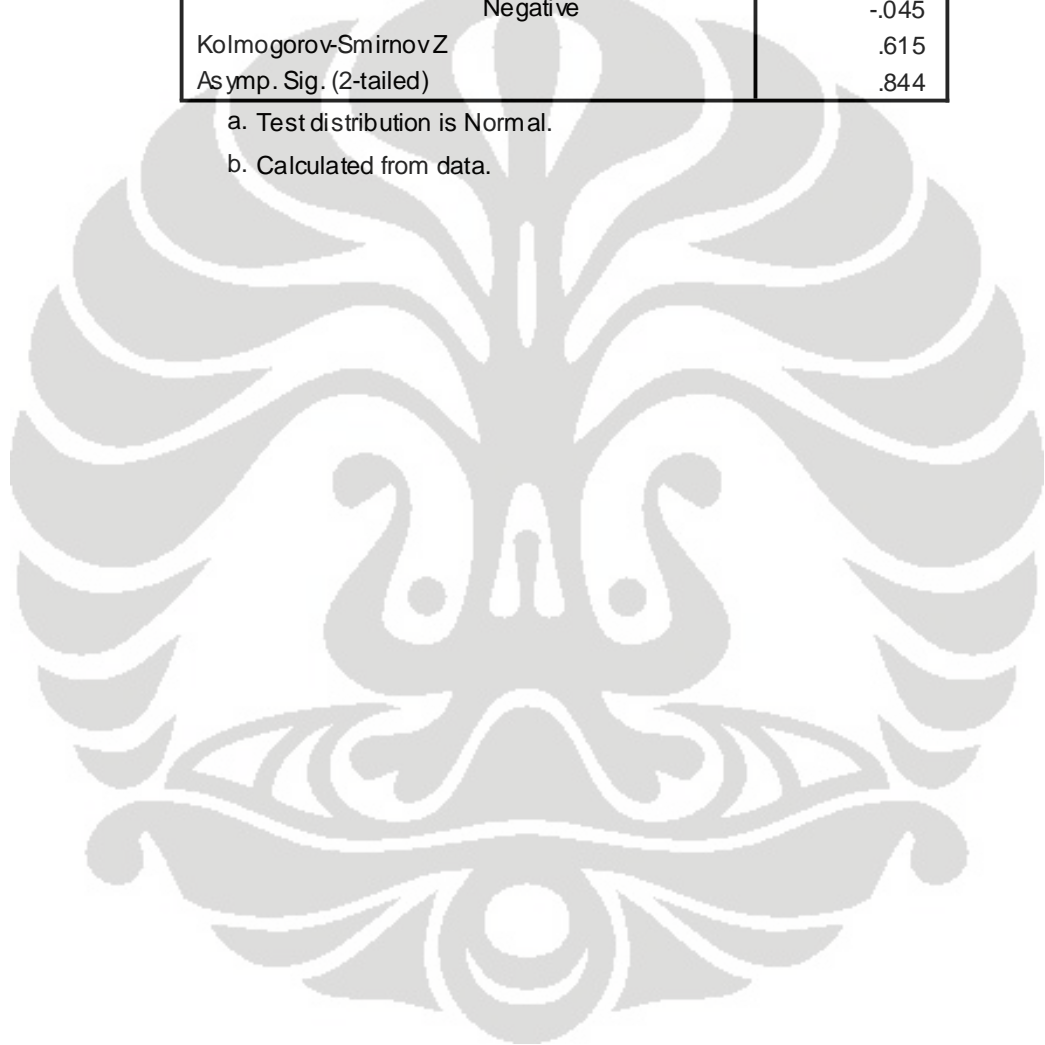 Negative -.045
Kolmogorov-Smirnov Z .615
Asymp. Sig. (2-tailed) .844
a. Test distribution is Normal.
b. Calculated from data.